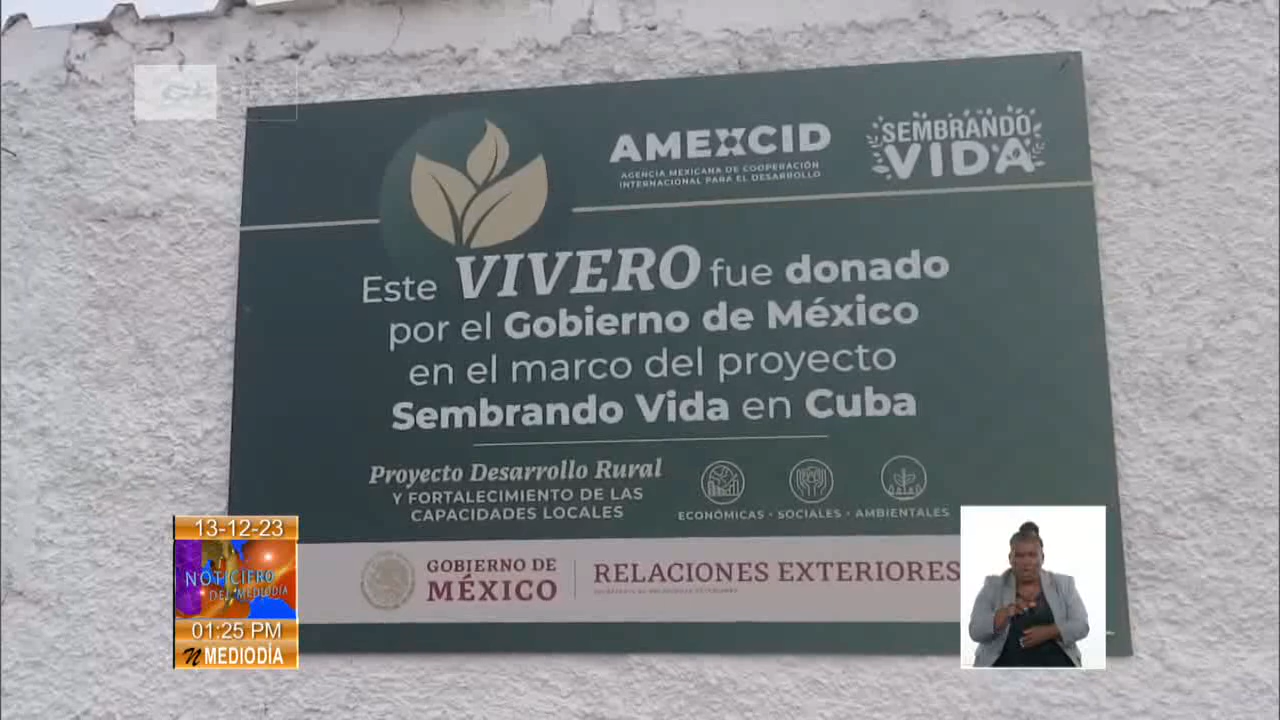 AMEXCID
AGENCIA MEXICANA DE COOPERACIÓN
INTERNACIONAL PARA EL DESARROLLO
SEMBRANDO
VIDA
Este VIVERO fue donado
por el Gobierno de México
en el marco del proyecto
Sembrando Vida en Cuba
Proyecto Desarrollo Rural
Y FORTALECIMIENTO DE LAS
CAPACIDADES LOCALES
ECONÓMICAS · SOCIALES · AMBIENTALES
GOBIERNO DE
MÉXICO
RELACIONES EXTERIORES
13-12-23
NOTICIERO
DEL MEDIODÍA
01:25 PM
MEDIODÍA